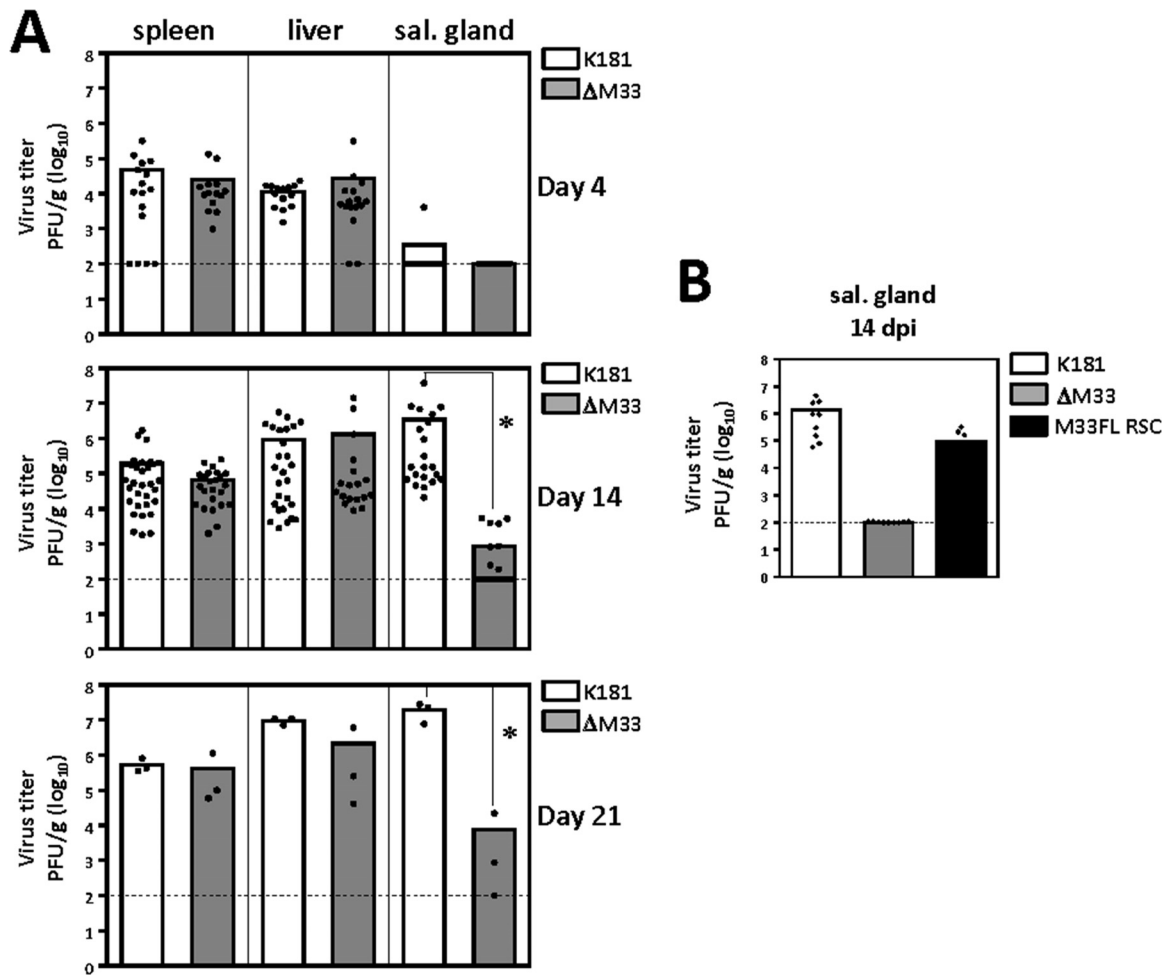 A
spleen liver sal. gland
8
7
6
5
4
3
2
1
0
Virus titer
PFU/g (log₁₀)
K181
ΔM33
Day 4
8
7
6
5
4
3
2
1
0
Virus titer
PFU/g (log₁₀)
K181
ΔM33
*
Day 14
8
7
6
5
4
3
2
1
0
Virus titer
PFU/g (log₁₀)
K181
ΔM33
*
Day 21
B
sal. gland
14 dpi
8
7
6
5
4
3
2
1
0
Virus titer
PFU/g (log₁₀)
K181
ΔM33
M33FL RSC